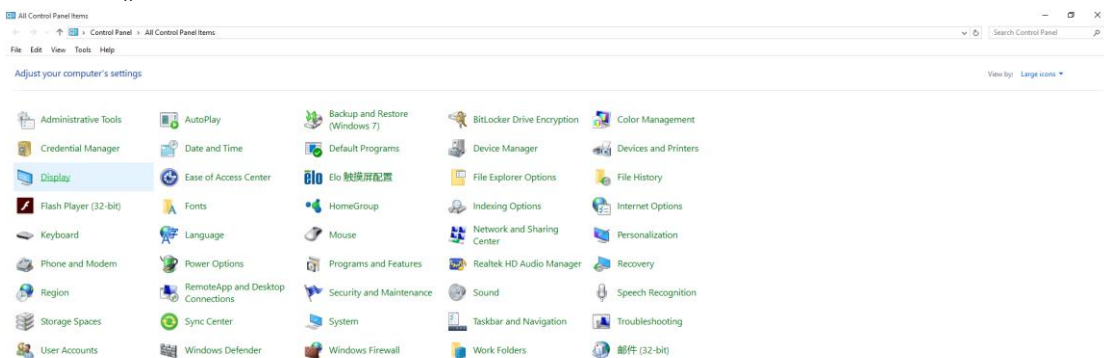 All Control Panel Items
Control Panel > All Control Panel Items
Search Control Panel
File Edit View Tools Help
Adjust your computer's settings
View by: Large icons
Administrative Tools
AutoPlay
Backup and Restore
(Windows 7)
BitLocker Drive Encryption
Color Management
Credential Manager
Date and Time
Default Programs
Device Manager
Devices and Printers
Display
Ease of Access Center
elo Elo 触摸屏配置
File Explorer Options
File History
Flash Player (32-bit)
Fonts
HomeGroup
Indexing Options
Internet Options
Keyboard
Language
Mouse
Network and Sharing
Center
Personalization
Phone and Modem
Power Options
Programs and Features
Realtek HD Audio Manager
Recovery
Region
RemoteApp and Desktop
Connections
Security and Maintenance
Sound
Speech Recognition
Storage Spaces
Sync Center
System
Taskbar and Navigation
Troubleshooting
User Accounts
Windows Defender
Windows Firewall
Work Folders
邮件 (32-bit)